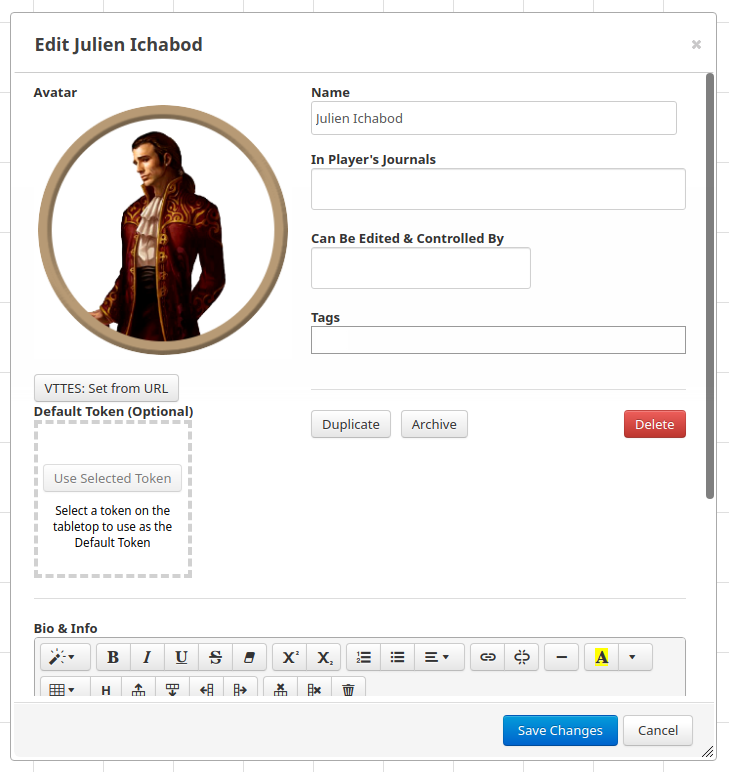 Edit Julien Ichabod
×
Avatar
Name
Julien Ichabod
In Player's Journals
Can Be Edited & Controlled By
Tags
VTTES: Set from URL
Default Token (Optional)
Duplicate
Archive
Delete
Use Selected Token
Select a token on the
tabletop to use as the
Default Token
Bio & Info
B I U S X² X₂ A
H
Save Changes
Cancel